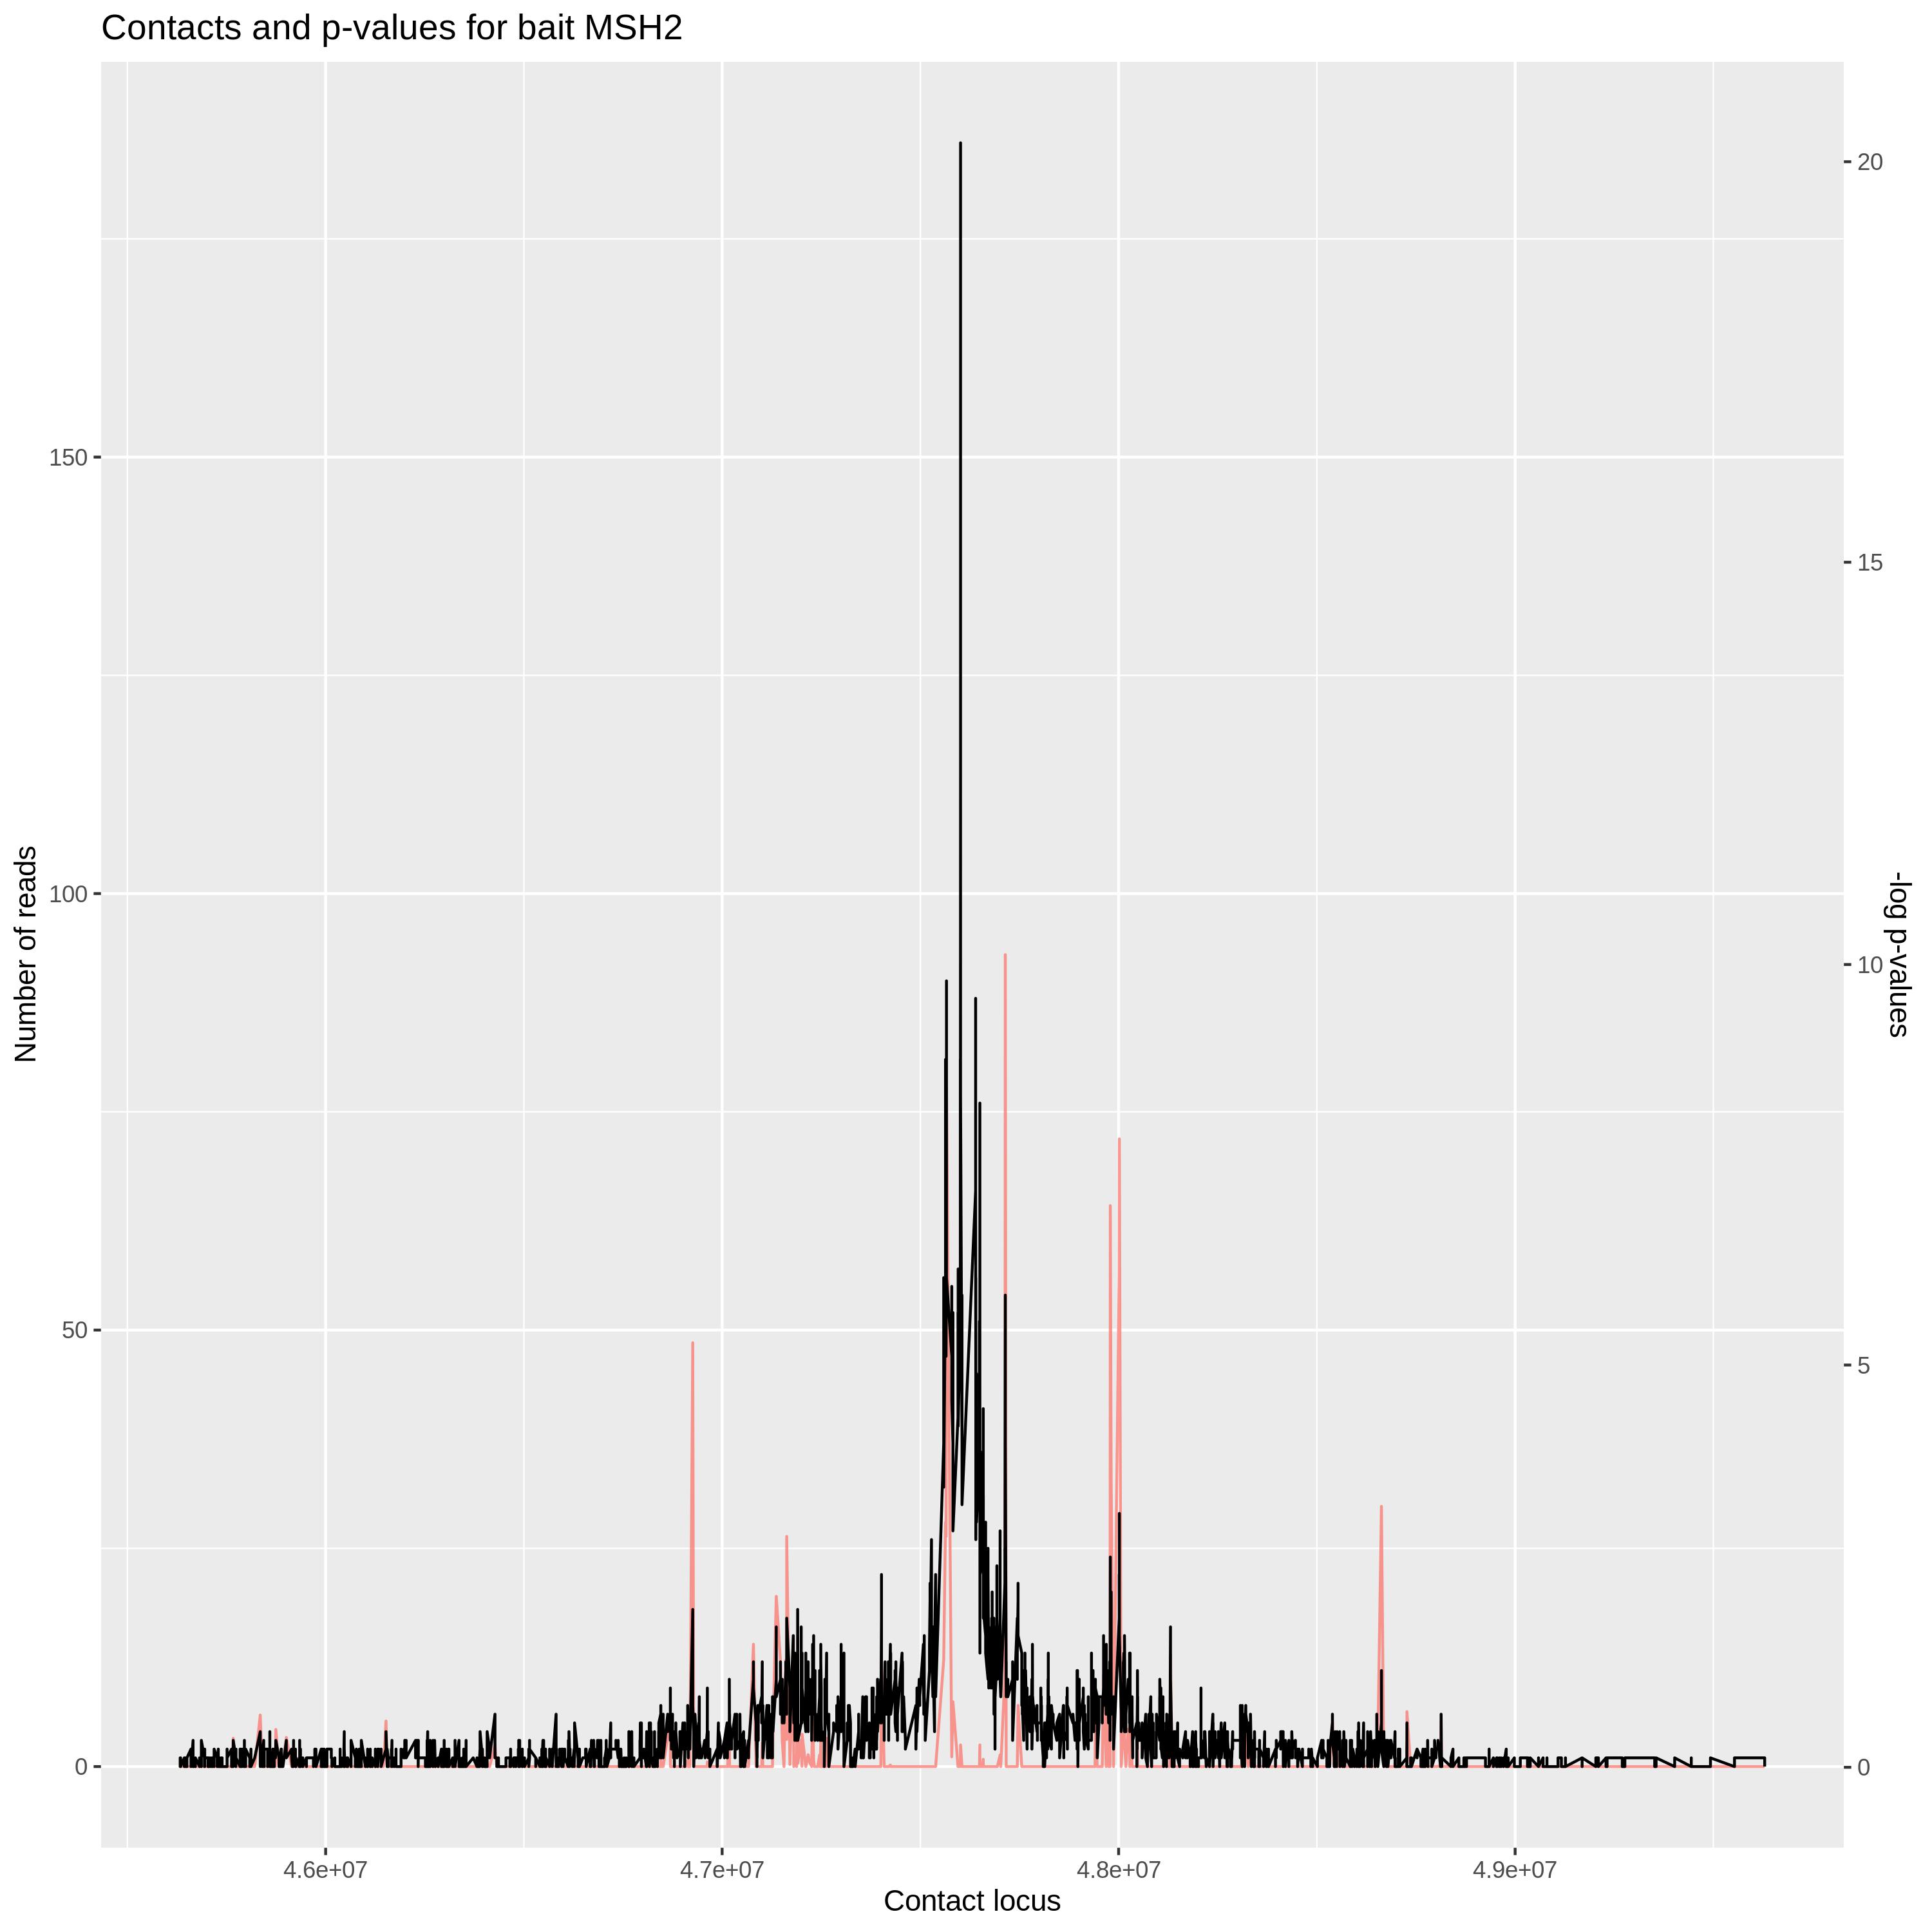 Contacts and p-values for bait MSH2
Number of reads
150
100
50
0
20
15
10
5
0
-log p-values
4.6e+07
4.7e+07
4.8e+07
4.9e+07
Contact locus